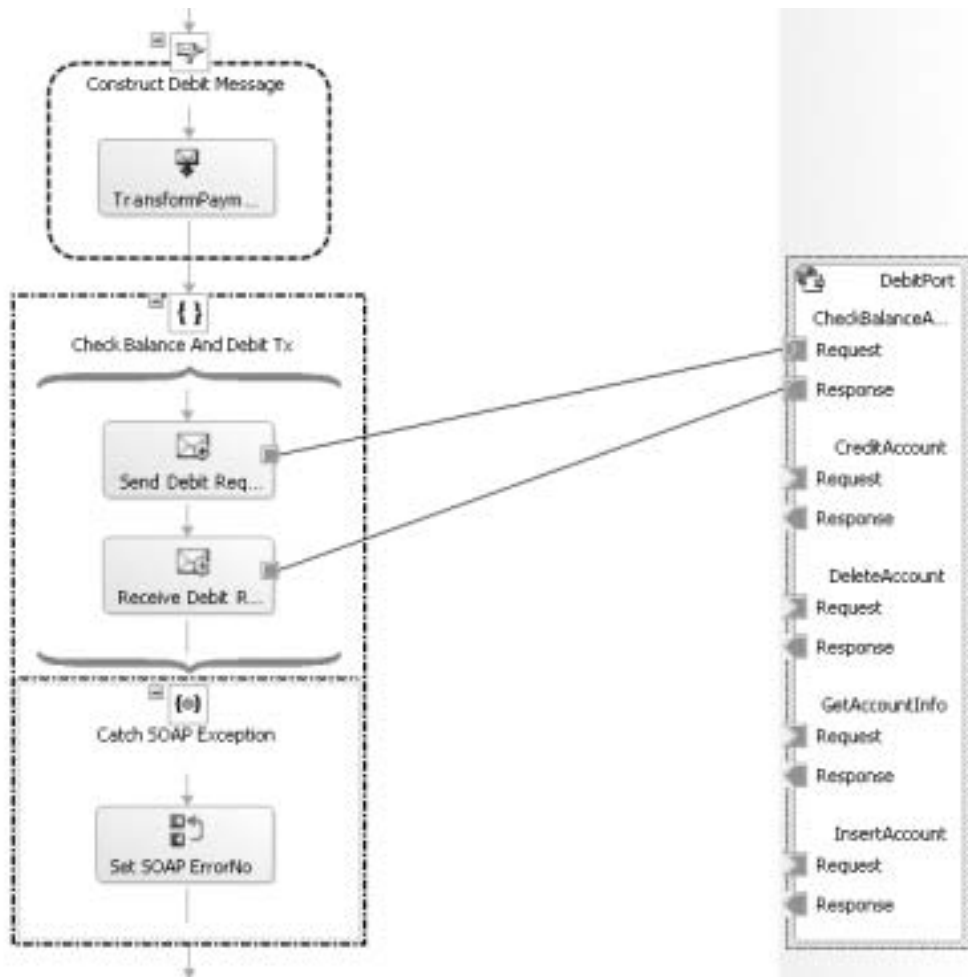 Construct Debit Message
TransformPaym...
{ }
Check Balance And Debit Tx
Send Debit Req...
Receive Debit R...
Catch SOAP Exception
Set SOAP ErrorNo
DebitPort
CheckBalanceA...
Request
Response
CreditAccount
Request
Response
DeleteAccount
Request
Response
GetAccountInfo
Request
Response
InsertAccount
Request
Response